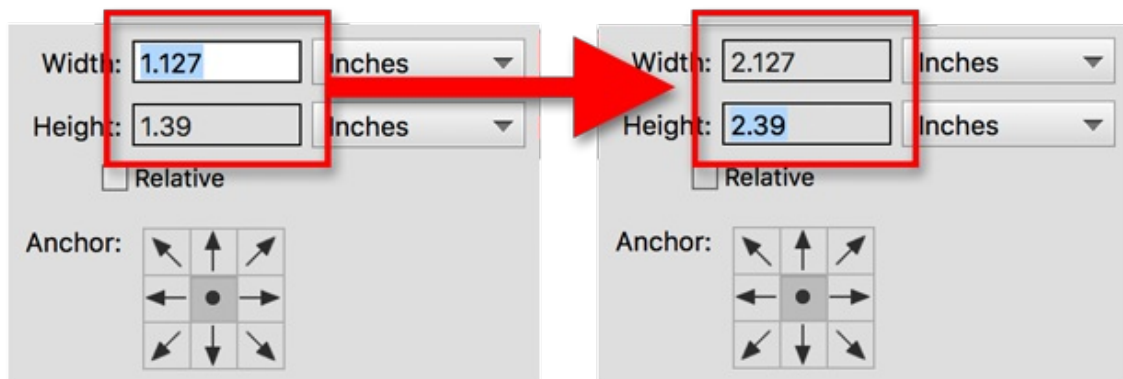 Width: 1.127 Inches
Height: 1.39 Inches
Relative
Anchor:
Width: 2.127 Inches
Height: 2.39 Inches
Relative
Anchor: